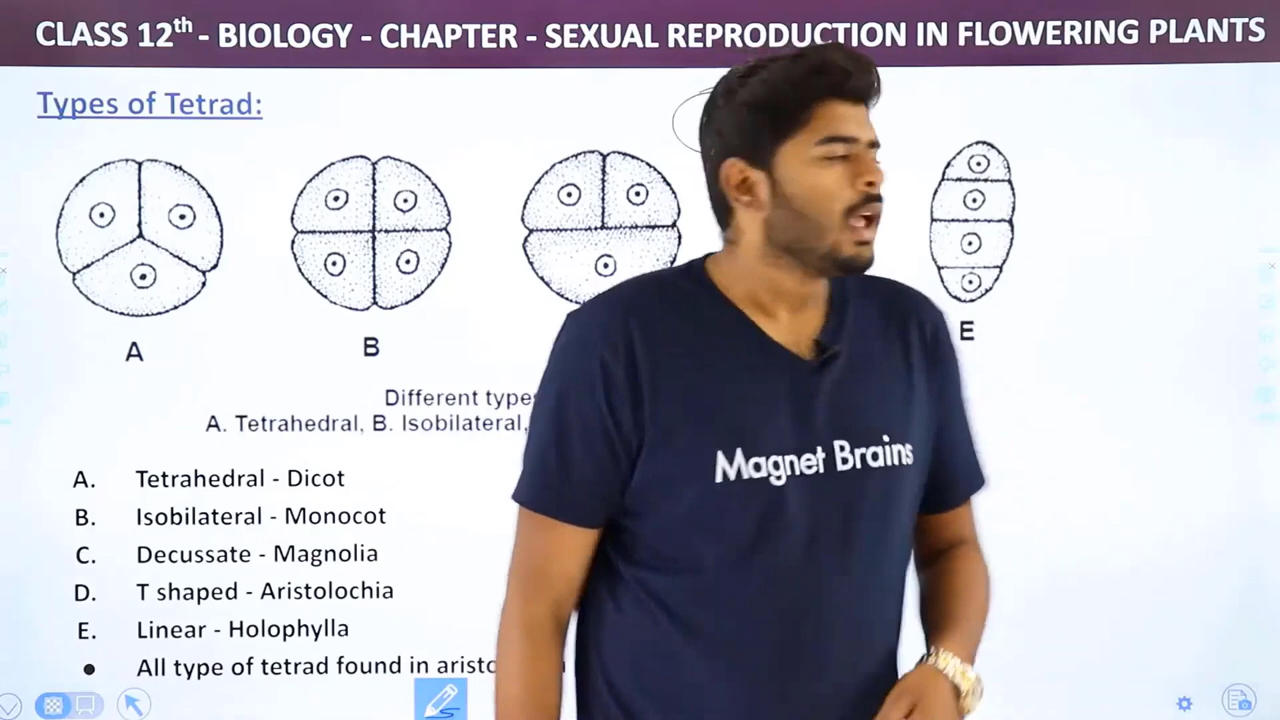 CLASS 12th - BIOLOGY - CHAPTER - SEXUAL REPRODUCTION IN FLOWERING PLANTS
Types of Tetrad:
A
B
E
Different type
A. Tetrahedral, B. Isobilateral,
A. Tetrahedral - Dicot
B. Isobilateral - Monocot
C. Decussate - Magnolia
D. T shaped - Aristolochia
E. Linear - Holophylla
• All type of tetrad found in
Magnet Brains